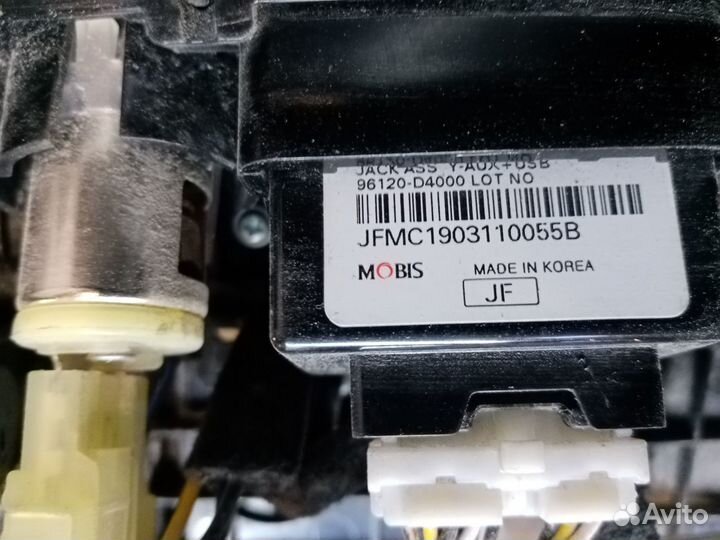 JACK ASS'Y-AUX+USB
96120-D4000 LOT NO
JFMC1903110055B
MOBIS
MADE IN KOREA
JF
Avito